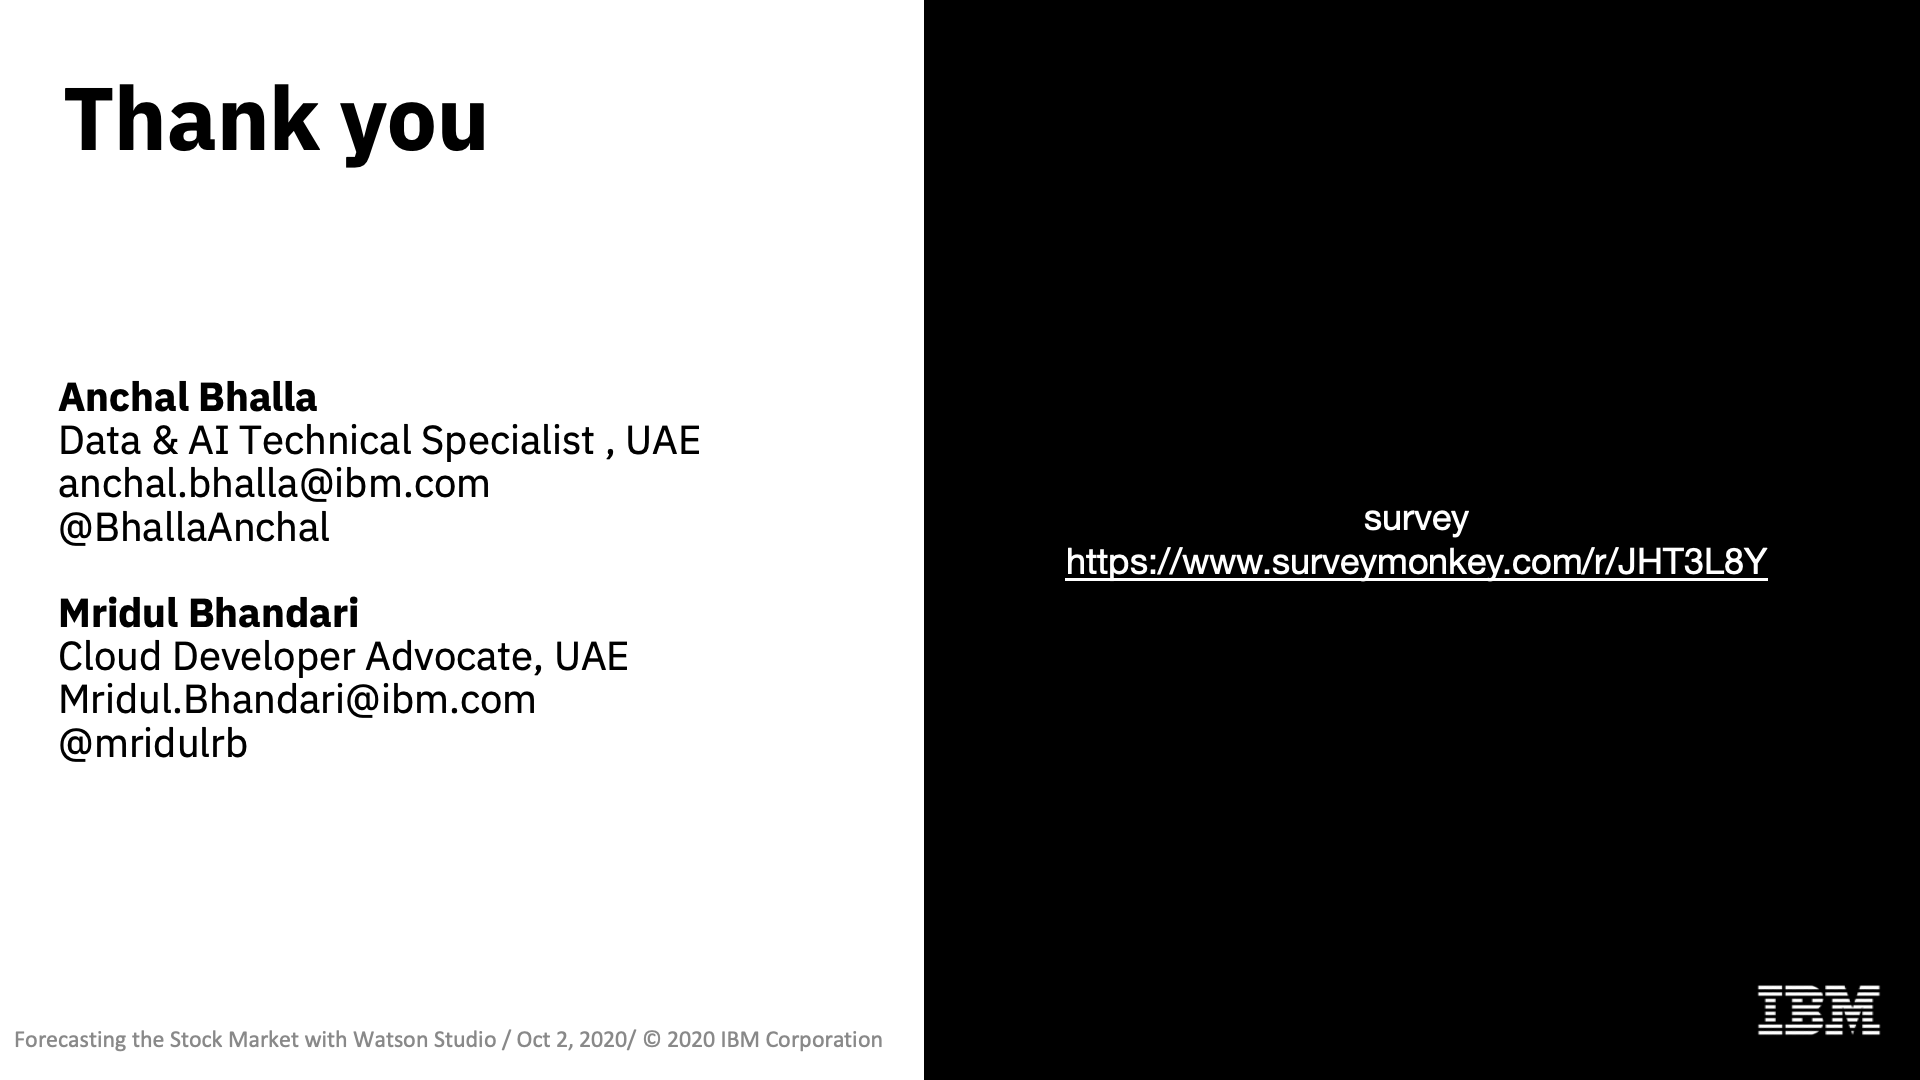 Thank you
Anchal Bhalla
Data & AI Technical Specialist , UAE
anchal.bhalla@ibm.com
@BhallaAnchal
Mridul Bhandari
Cloud Developer Advocate, UAE
Mridul.Bhandari@ibm.com
@mridulrb
survey
https://www.surveymonkey.com/r/JHT3L8Y
Forecasting the Stock Market with Watson Studio / Oct 2, 2020/ © 2020 IBM Corporation
IBM